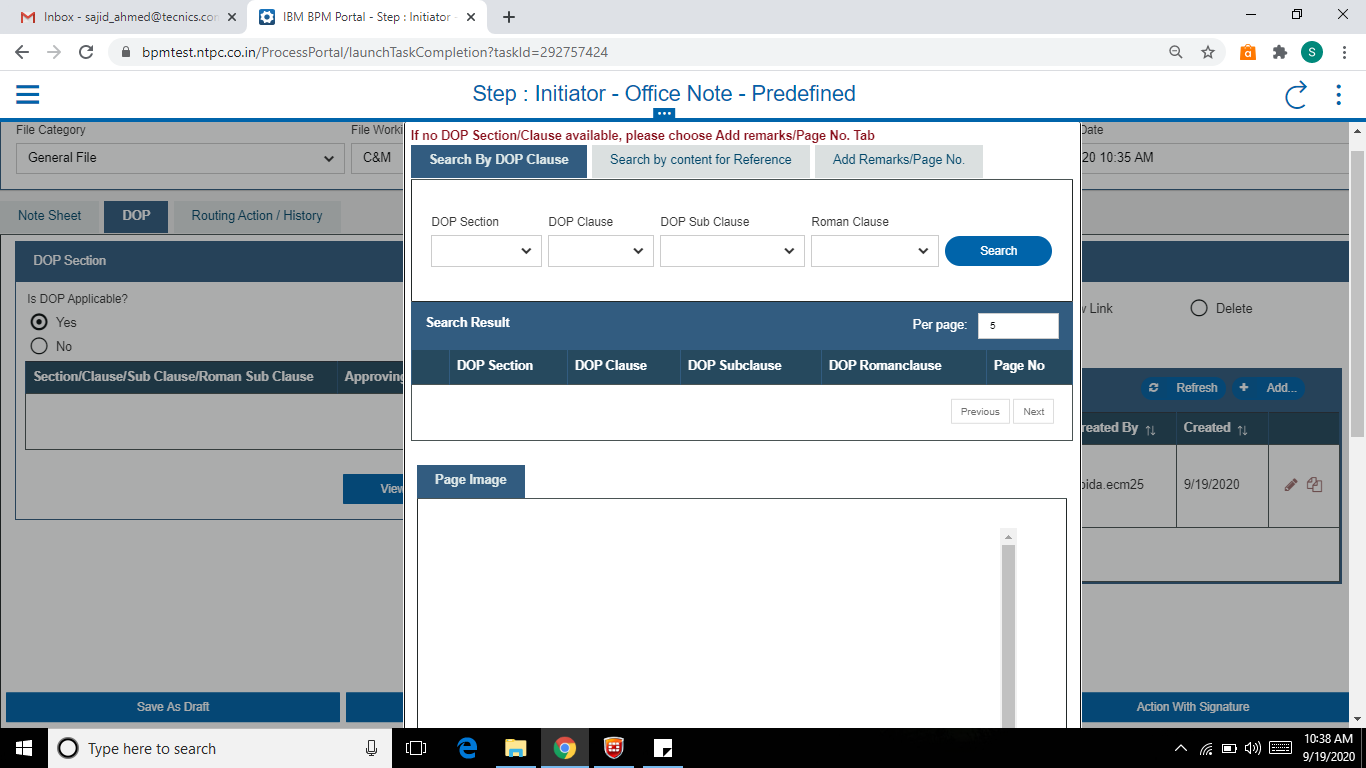 Inbox - sajid_ahmed@tecnics.con
IBM BPM Portal - Step : Initiator -
bpmtest.ntpc.co.in/ProcessPortal/launchTaskCompletion?taskId=292757424
S
Step : Initiator - Office Note - Predefined
File Category
File Worki
Date
General File
C&M
20 10:35 AM
Note Sheet
DOP
Routing Action / History
DOP Section
Is DOP Applicable?
Yes
No
Section/Clause/Sub Clause/Roman Sub Clause
Approving
View
If no DOP Section/Clause available, please choose Add remarks/Page No. Tab
Search By DOP Clause
Search by content for Reference
Add Remarks/Page No.
DOP Section
DOP Clause
DOP Sub Clause
Roman Clause
Search
Search Result
Per page:
5
DOP Section
DOP Clause
DOP Subclause
DOP Romanclause
Page No
Previous
Next
Page Image
Link
Delete
Refresh
Add...
reated By
Created
ida.ecm25
9/19/2020
Save As Draft
Action With Signature
Type here to search
10:38 AM
9/19/2020